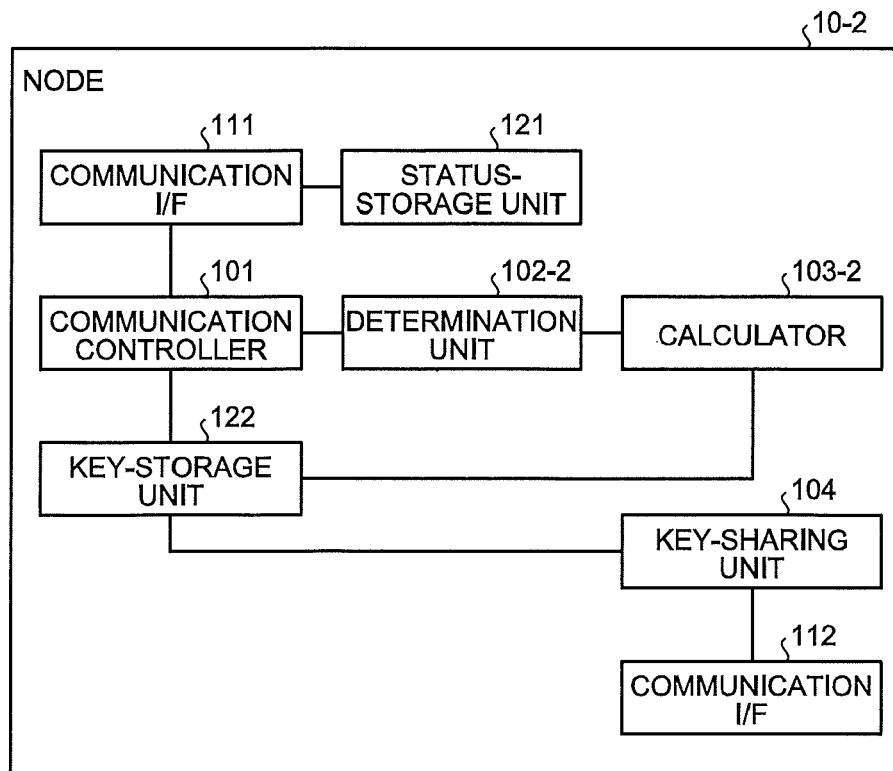 10-2
NODE
111
COMMUNICATION
I/F
121
STATUS-
STORAGE UNIT
101
COMMUNICATION
CONTROLLER
102-2
DETERMINATION
UNIT
103-2
CALCULATOR
122
KEY-STORAGE
UNIT
104
KEY-SHARING
UNIT
112
COMMUNICATION
I/F